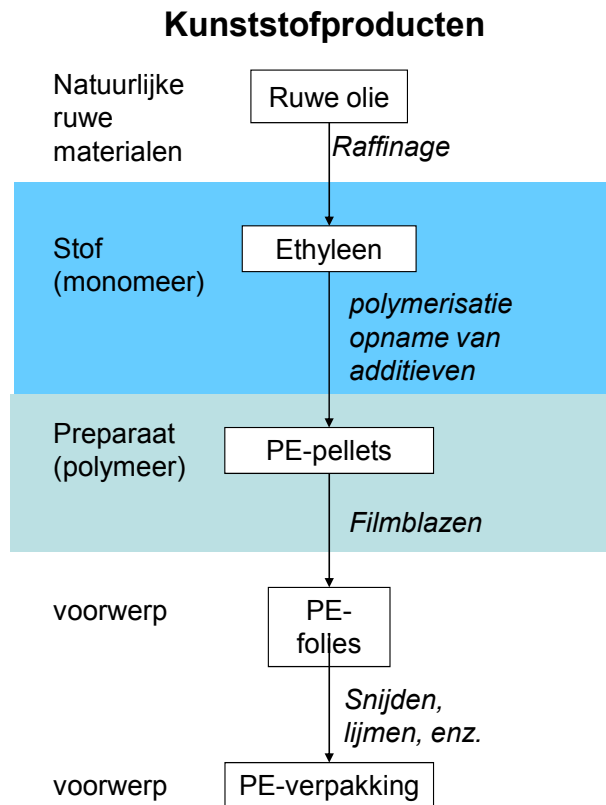 Kunststofproducten
Natuurlijke
ruwe
materialen
Ruwe olie
Raffinage
Stof
(monomeer)
Ethyleen
polymerisatie
opname van
additieven
Preparaat
(polymeer)
PE-pellets
Filmblazen
voorwerp
PE-
folies
Snijden,
lijmen, enz.
voorwerp
PE-verpakking